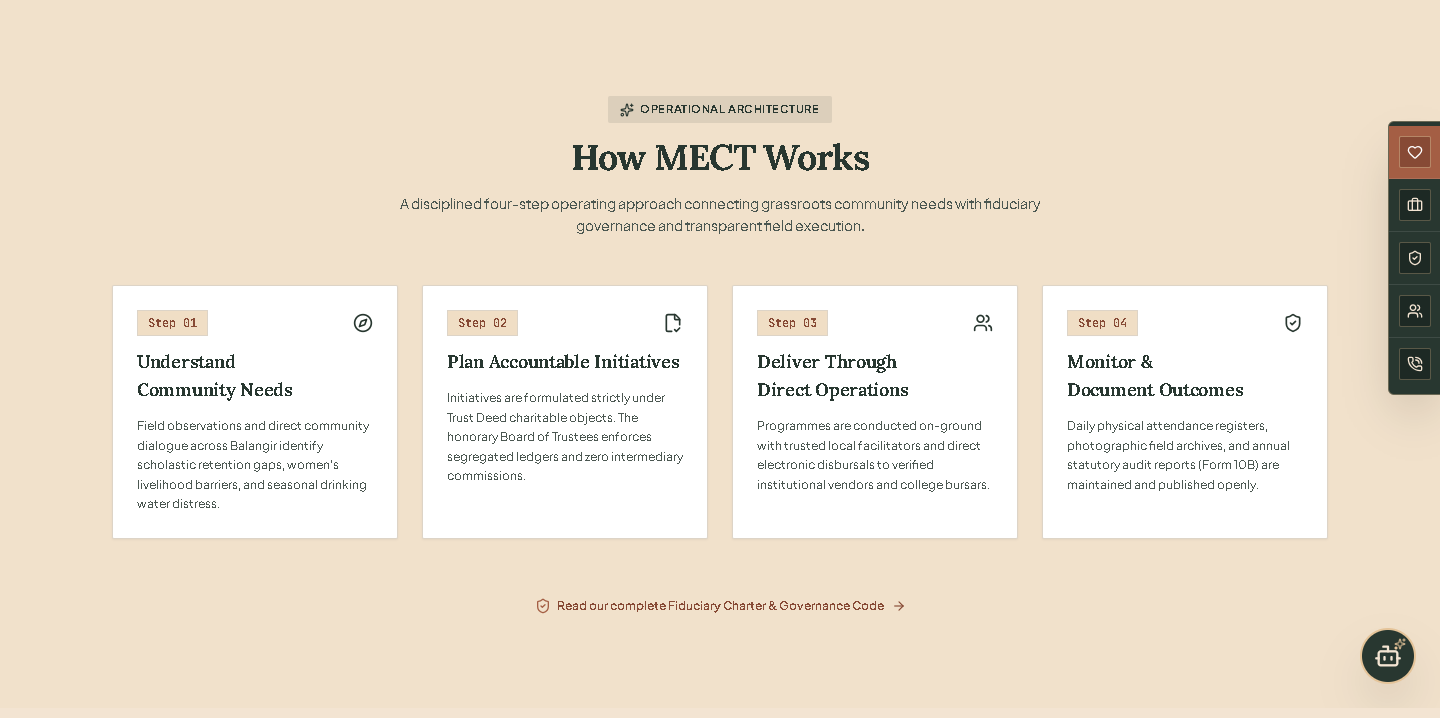 OPERATIONAL ARCHITECTURE
How MECT Works
A disciplined four-step operating approach connecting grassroots community needs with fiduciary
governance and transparent field execution.
Step 01
Understand
Community Needs
Field observations and direct community
dialogue across Balangir identify
scholastic retention gaps, women's
livelihood barriers, and seasonal drinking
water distress.
Step 02
Plan Accountable Initiatives
Initiatives are formulated strictly under
Trust Deed charitable objects. The
honorary Board of Trustees enforces
segregated ledgers and zero intermediary
commissions.
Step 03
Deliver Through
Direct Operations
Programmes are conducted on-ground
with trusted local facilitators and direct
electronic disbursals to verified
institutional vendors and college bursars.
Step 04
Monitor &
Document Outcomes
Daily physical attendance registers,
photographic field archives, and annual
statutory audit reports (Form 10B) are
maintained and published openly.
Read our complete Fiduciary Charter & Governance Code